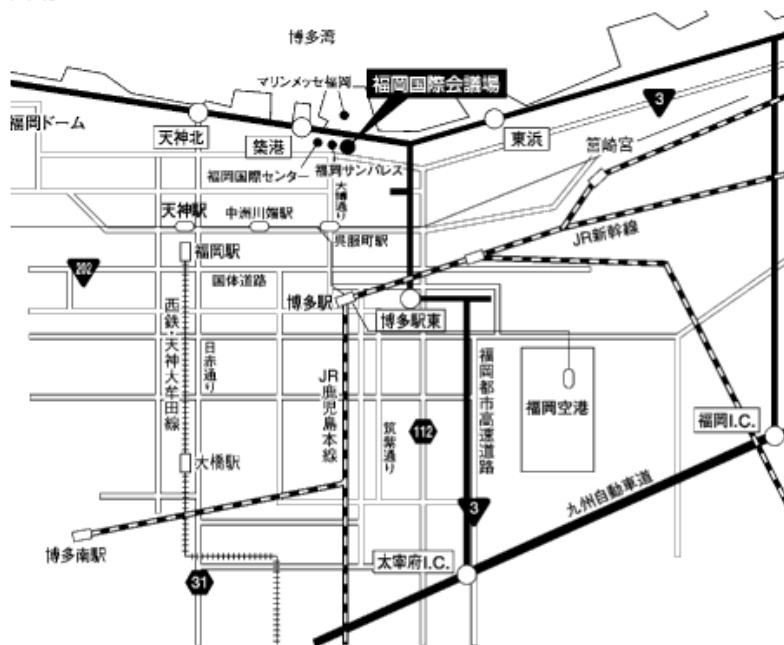 博多湾
マリンメッセ福岡
福岡国際会議場
3
福岡ドーム
天神北
築港
東浜
筥崎宮
福岡国際センター
福岡サンパレス
大博通り
天神駅
中洲川端駅
呉服町駅
JR新幹線
福岡駅
202
国体道路
博多駅
博多駅東
西鉄・天神大牟田線
日赤通り
JR鹿児島本線
筑紫通り
112
福岡都市高速道路
福岡空港
福岡I.C.
大橋駅
九州自動車道
3
博多南駅
太宰府I.C.
31